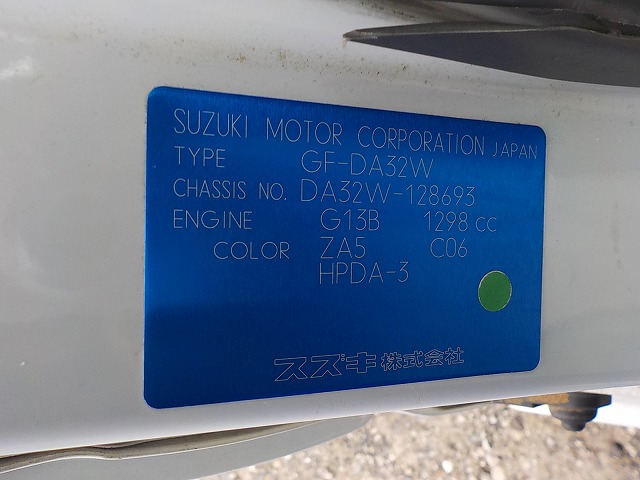 SUZUKI MOTOR CORPORATION JAPAN
TYPE GF-DA32W
CHASSIS NO. DA32W-128693
ENGINE G13B 1298 cc
COLOR ZA5 C06
HPDA-3
スズキ株式会社